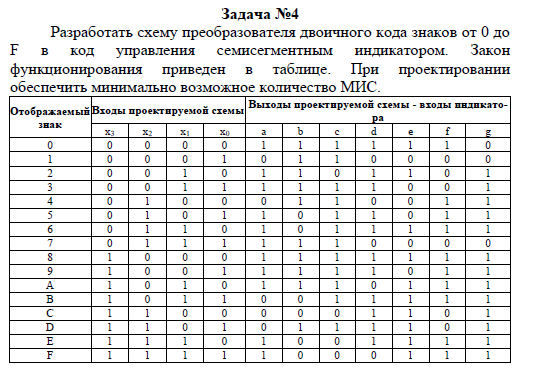 Задача №4
Разработать схему преобразователя двоичного кода знаков от 0 до
F в код управления семисегментным индикатором. Закон
функционирования приведен в таблице. При проектировании
обеспечить минимально возможное количество МИС.
Отображаемый знак Входы проектируемой схемы Выходы проектируемой схемы - входы индикато-
ра
x3 x2 x1 x0 a b c d e f g
0 0 0 0 0 1 1 1 1 1 1 0
1 0 0 0 1 0 1 1 0 0 0 0
2 0 0 1 0 1 1 0 1 1 0 1
3 0 0 1 1 1 1 1 1 0 0 1
4 0 1 0 0 0 1 1 0 0 1 1
5 0 1 0 1 1 0 1 1 0 1 1
6 0 1 1 0 1 0 1 1 1 1 1
7 0 1 1 1 1 1 1 0 0 0 0
8 1 0 0 0 1 1 1 1 1 1 1
9 1 0 0 1 1 1 1 1 0 1 1
A 1 0 1 0 1 1 1 0 1 1 1
B 1 0 1 1 0 0 1 1 1 1 1
C 1 1 0 0 0 0 0 1 1 0 1
D 1 1 0 1 0 1 1 1 1 0 1
E 1 1 1 0 1 0 0 1 1 1 1
F 1 1 1 1 1 0 0 0 1 1 1